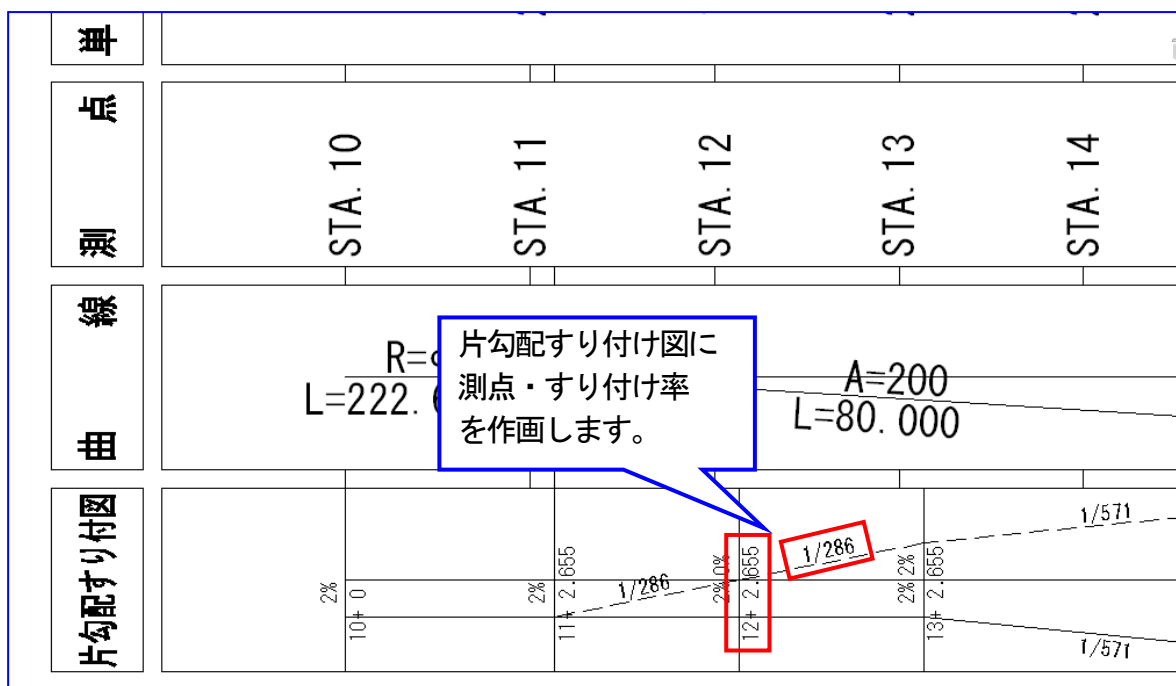 単
測 点
STA. 10
STA. 11
STA. 12
STA. 13
STA. 14
曲 線
R=
L=222.
A=200
L=80.000
片勾配すり付け図に
測点・すり付け率
を作画します。
片勾配すり付図
2%
10+ 0
2%
11+ 2.655
1/286
2% 0%
12+ 2.655
1/286
2% 2%
13+ 2.655
1/571
1/571